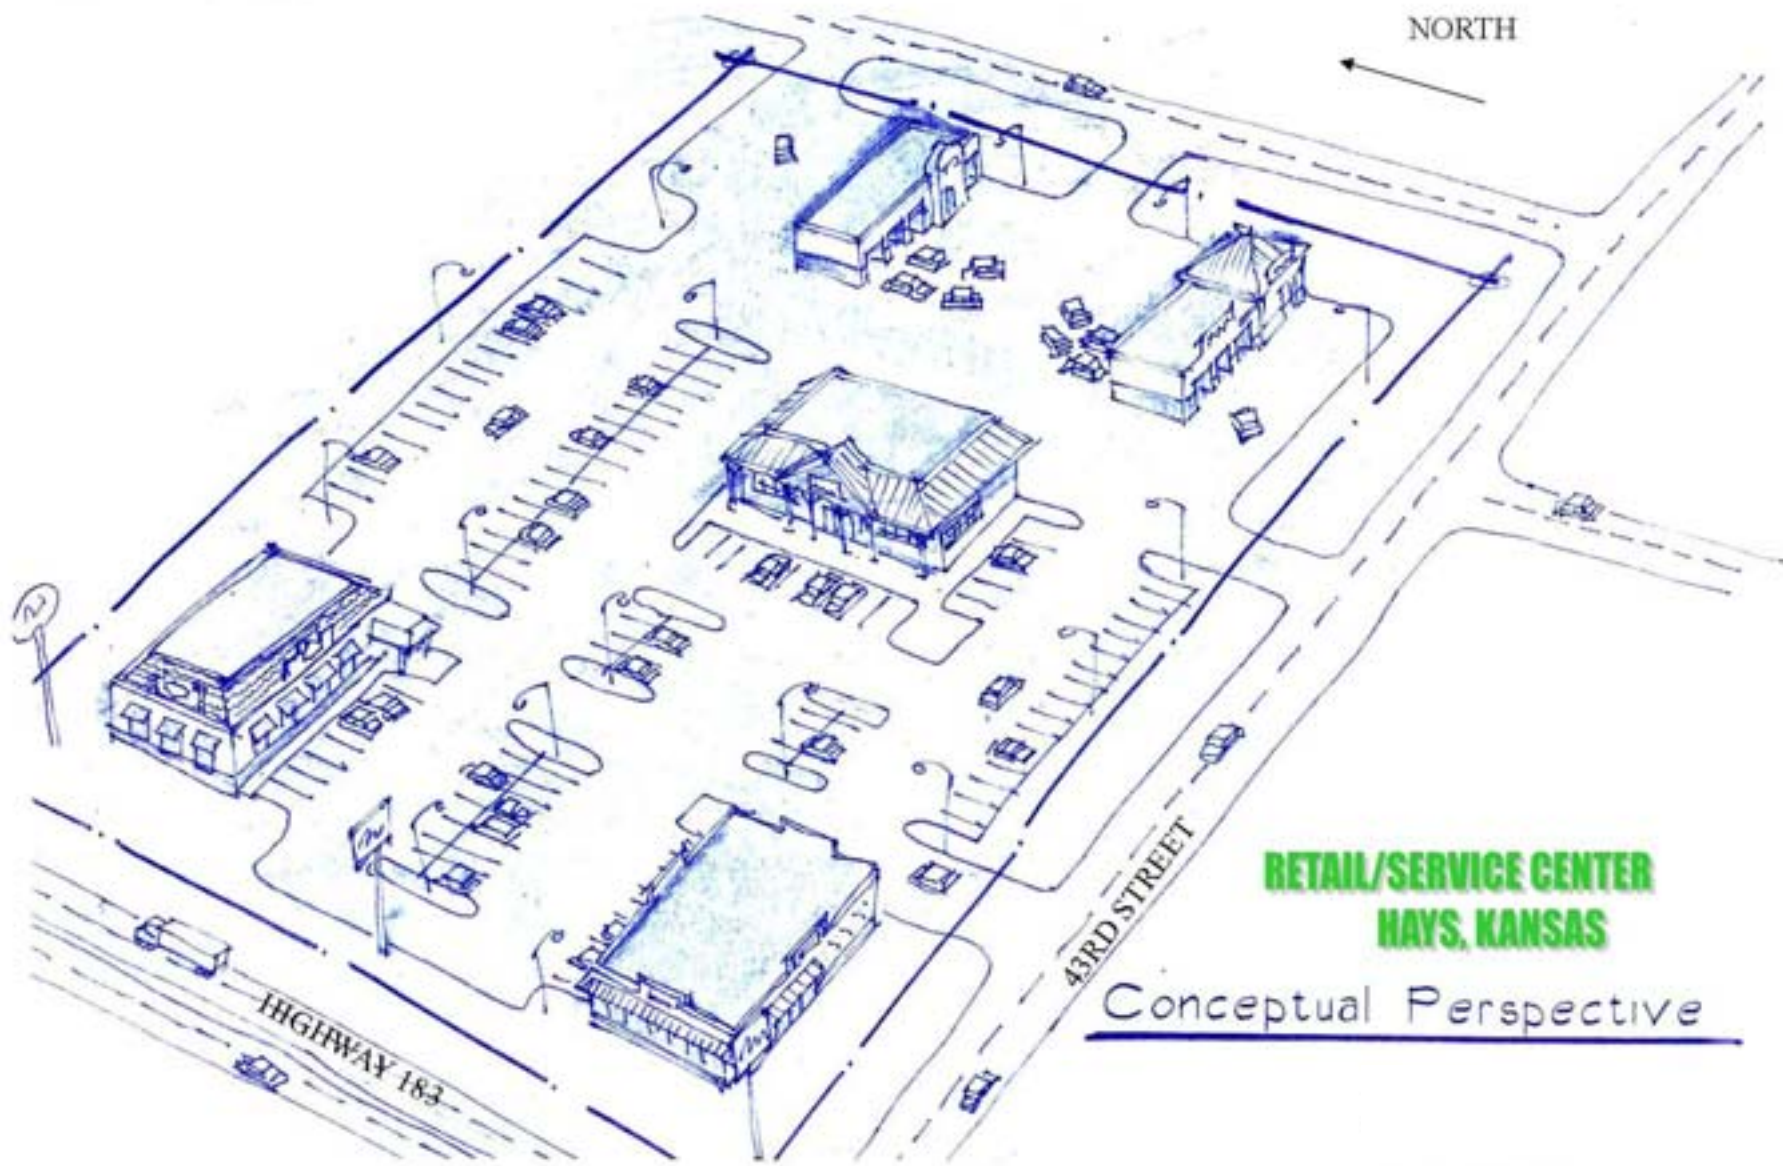 NORTH
43RD STREET
RETAIL/SERVICE CENTER
HAYS, KANSAS
Conceptual Perspective
HIGHWAY 183